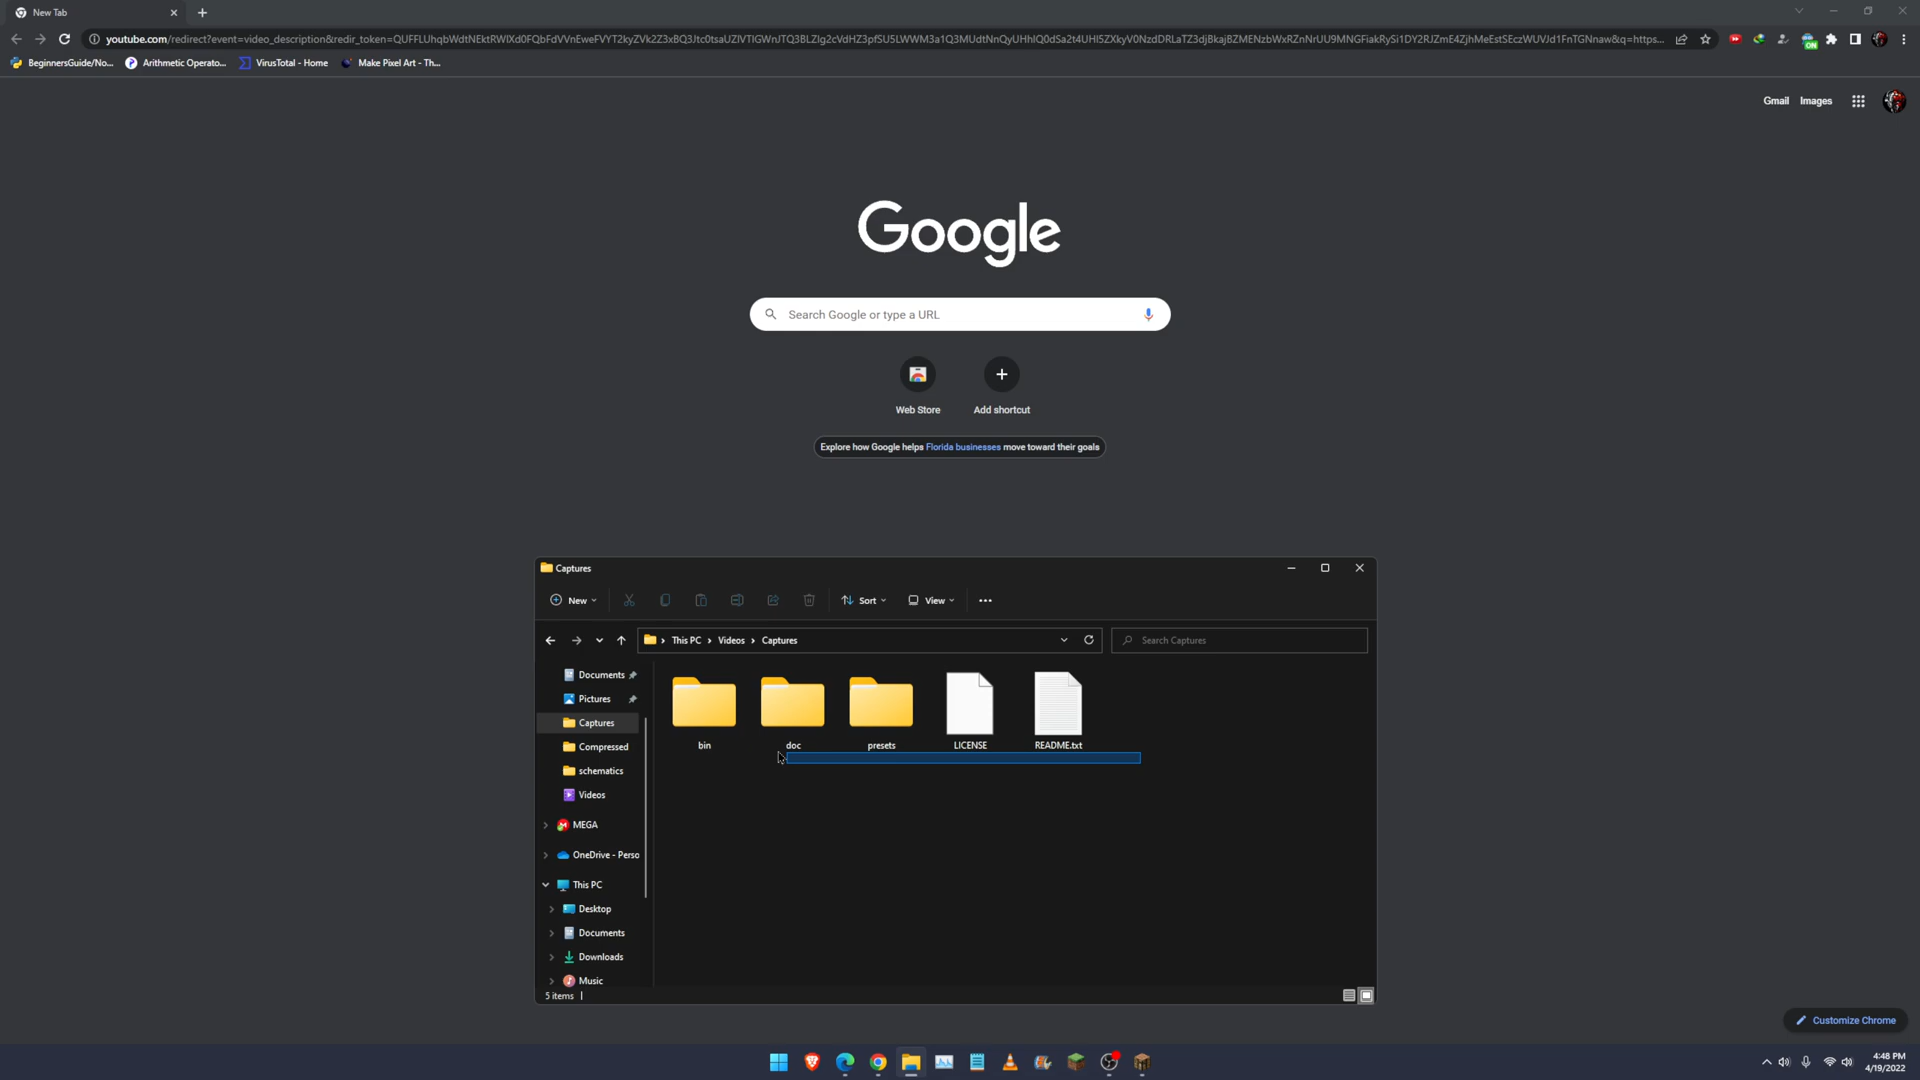 New Tab
youtube.com/redirect?event=video_description&redir_token=
BeginnersGuide/No...
Arithmetic Operato...
VirusTotal - Home
Make Pixel Art - Th...
Gmail
Images
Google
Search Google or type a URL
Web Store
Add shortcut
Explore how Google helps Florida businesses move toward their goals
Captures
New
Sort
View
This PC > Videos > Captures
Search Captures
Documents
Pictures
Captures
Compressed
schematics
Videos
MEGA
OneDrive - Perso
This PC
Desktop
Documents
Downloads
Music
bin
doc
presets
LICENSE
README.txt
5 items
Customize Chrome
ON
4:48 PM
4/19/2022